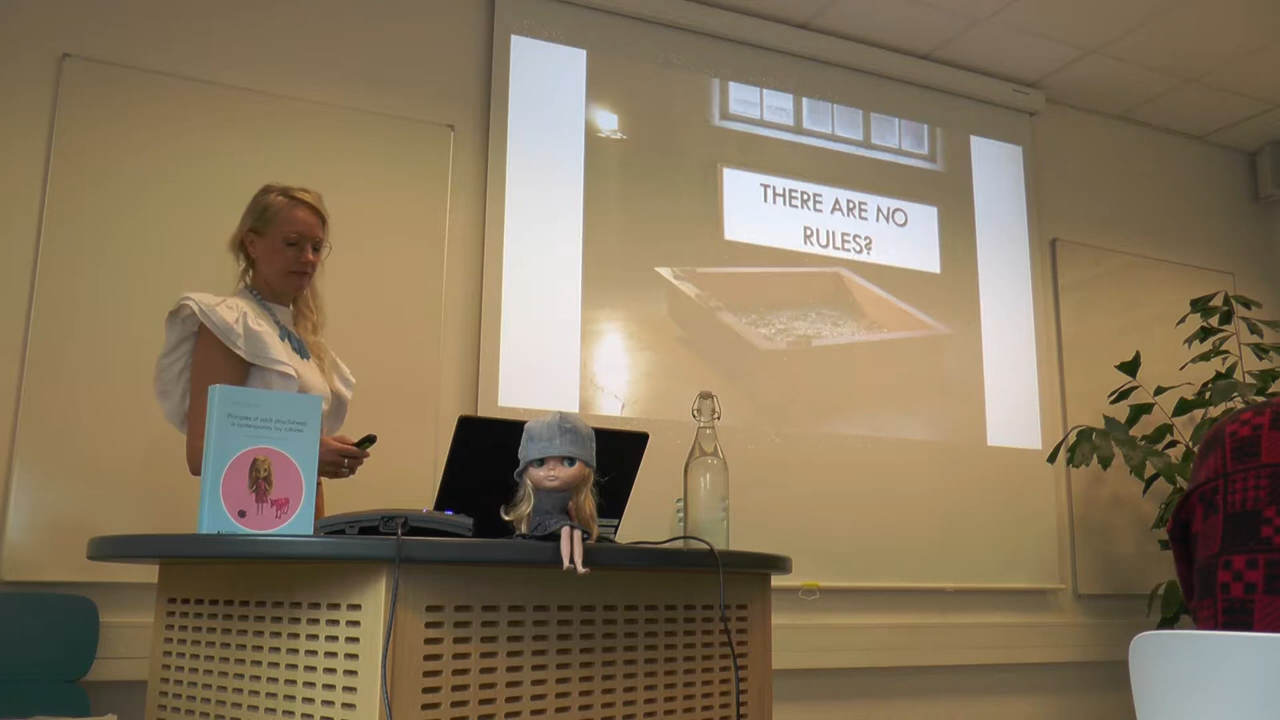 THERE ARE NO
RULES?
Principles of adult play(fulness)
in contemporary toy cultures